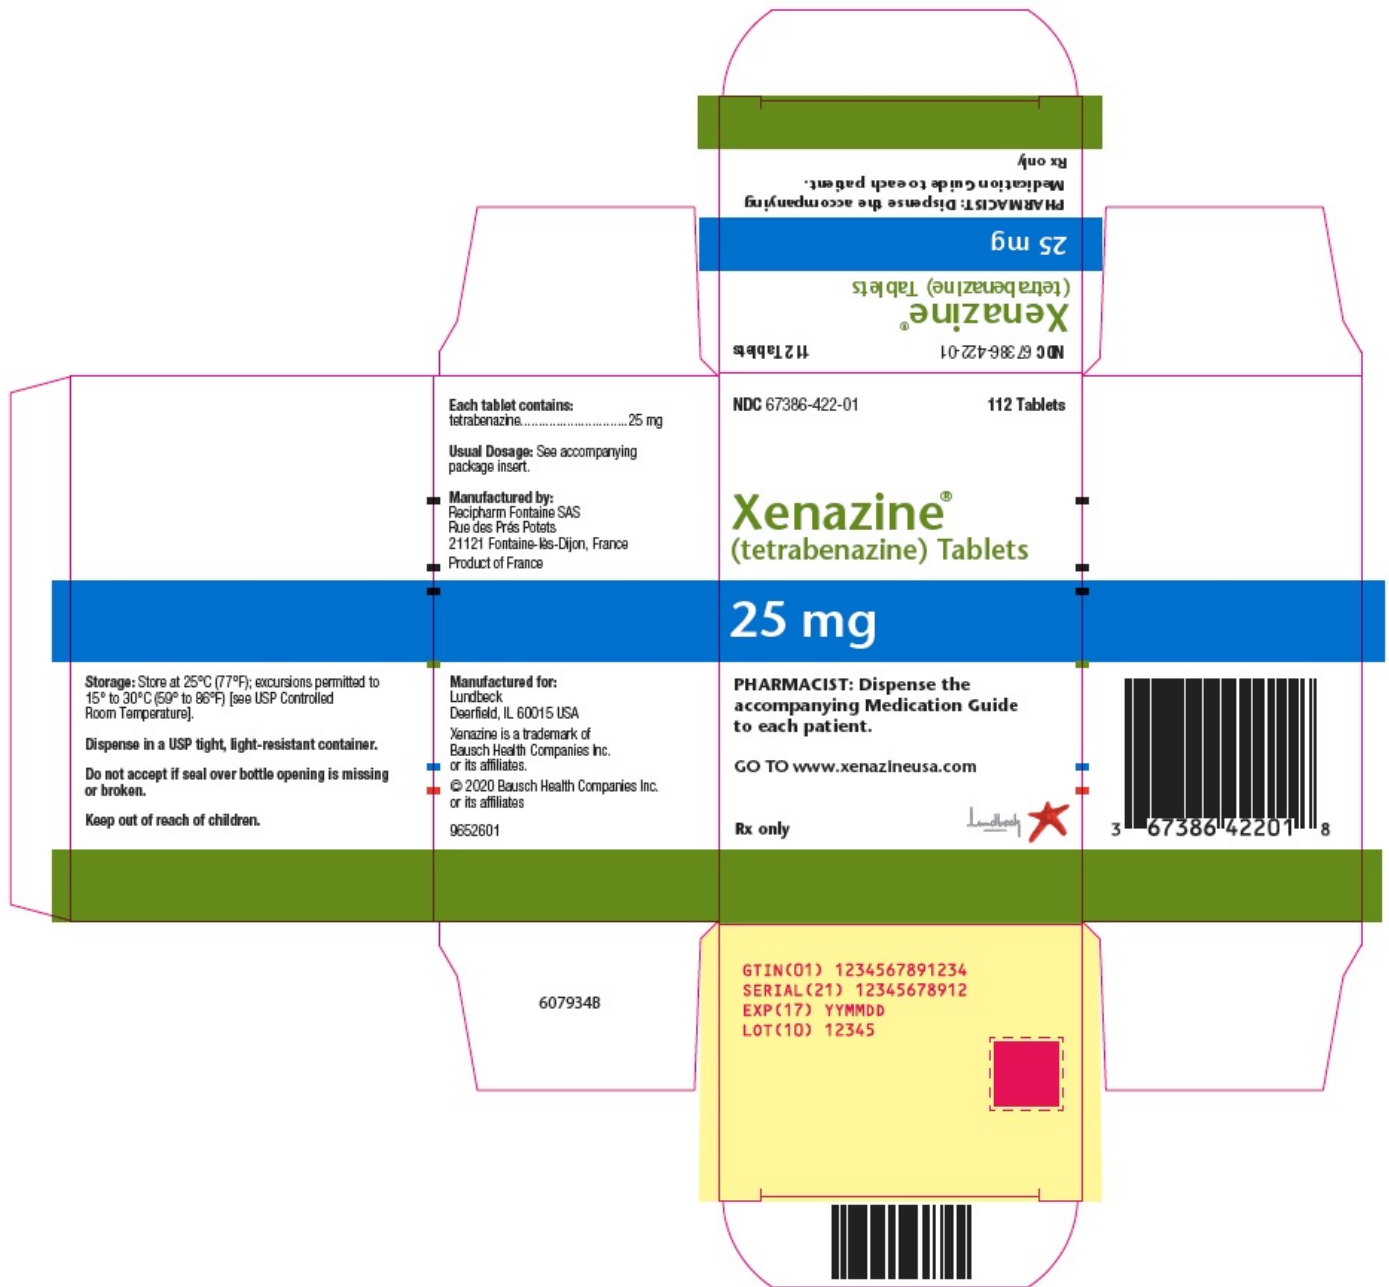 Rx only
Medication Guide to each patient.
PHARMACIST: Dispense the accompanying
25 mg
(tetrabenazine) Tablets
Xenazine®
NDC 67386-422-01 112 Tablets
Each tablet contains:
tetrabenazine.............................25 mg
Usual Dosage: See accompanying
package insert.
Manufactured by:
Recipharm Fontaine SAS
Rue des Prés Potets
21121 Fontaine-lès-Dijon, France
Product of France
NDC 67386-422-01 112 Tablets
Xenazine®
(tetrabenazine) Tablets
25 mg
Storage: Store at 25°C (77°F); excursions permitted to
15° to 30°C (59° to 86°F) [see USP Controlled
Room Temperature].
Dispense in a USP tight, light-resistant container.
Do not accept if seal over bottle opening is missing
or broken.
Keep out of reach of children.
Manufactured for:
Lundbeck
Deerfield, IL 60015 USA
Xenazine is a trademark of
Bausch Health Companies Inc.
or its affiliates.
© 2020 Bausch Health Companies Inc.
or its affiliates
9652601
PHARMACIST: Dispense the
accompanying Medication Guide
to each patient.
GO TO www.xenazineusa.com
Rx only
Lundbeck
3 67386 42201 8
607934B
GTIN(01) 1234567891234
SERIAL(21) 12345678912
EXP(17) YYMMDD
LOT(10) 12345